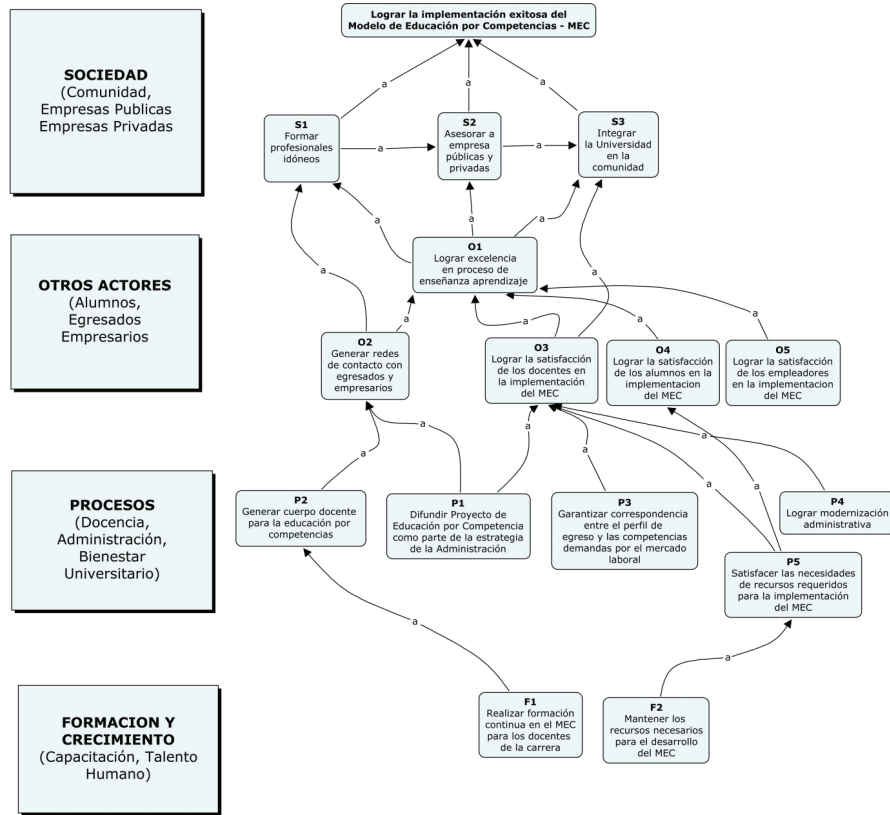 Lograr la implementación exitosa del
Modelo de Educación por Competencias - MEC
SOCIEDAD
(Comunidad,
Empresas Publicas
Empresas Privadas
a
a
a
S1
Formar
profesionales
idóneos
a
S2
Asesorar a
empresa
públicas y
privadas
a
S3
Integrar
la Universidad
en la
comunidad
a
a
a
a
a
OTROS ACTORES
(Alumnos,
Egresados
Empresarios
O1
Lograr excelencia
en proceso de
enseñanza aprendizaje
a
a
a
a
O2
Generar redes
de contacto con
egresados y
empresarios
O3
Lograr la satisfacción
de los docentes en
la implementación
del MEC
O4
Lograr la satisfacción
de los alumnos en la
implementacion
del MEC
O5
Lograr la satisfacción
de los empleadores
en la implementacion
del MEC
a
a
a
a
a
a
a
PROCESOS
(Docencia,
Administración,
Bienestar
Universitario)
P2
Generar cuerpo docente
para la educación por
competencias
P1
Difundir Proyecto de
Educación por Competencia
como parte de la estrategia
de la Administración
P3
Garantizar correspondencia
entre el perfil de
egreso y las competencias
demandas por el mercado
laboral
P4
Lograr modernización
administrativa
P5
Satisfacer las necesidades
de recursos requeridos
para la implementación
del MEC
a
a
FORMACION Y
CRECIMIENTO
(Capacitación, Talento
Humano)
F1
Realizar formación
continua en el MEC
para los docentes
de la carrera
F2
Mantener los
recursos necesarios
para el desarrollo
del MEC